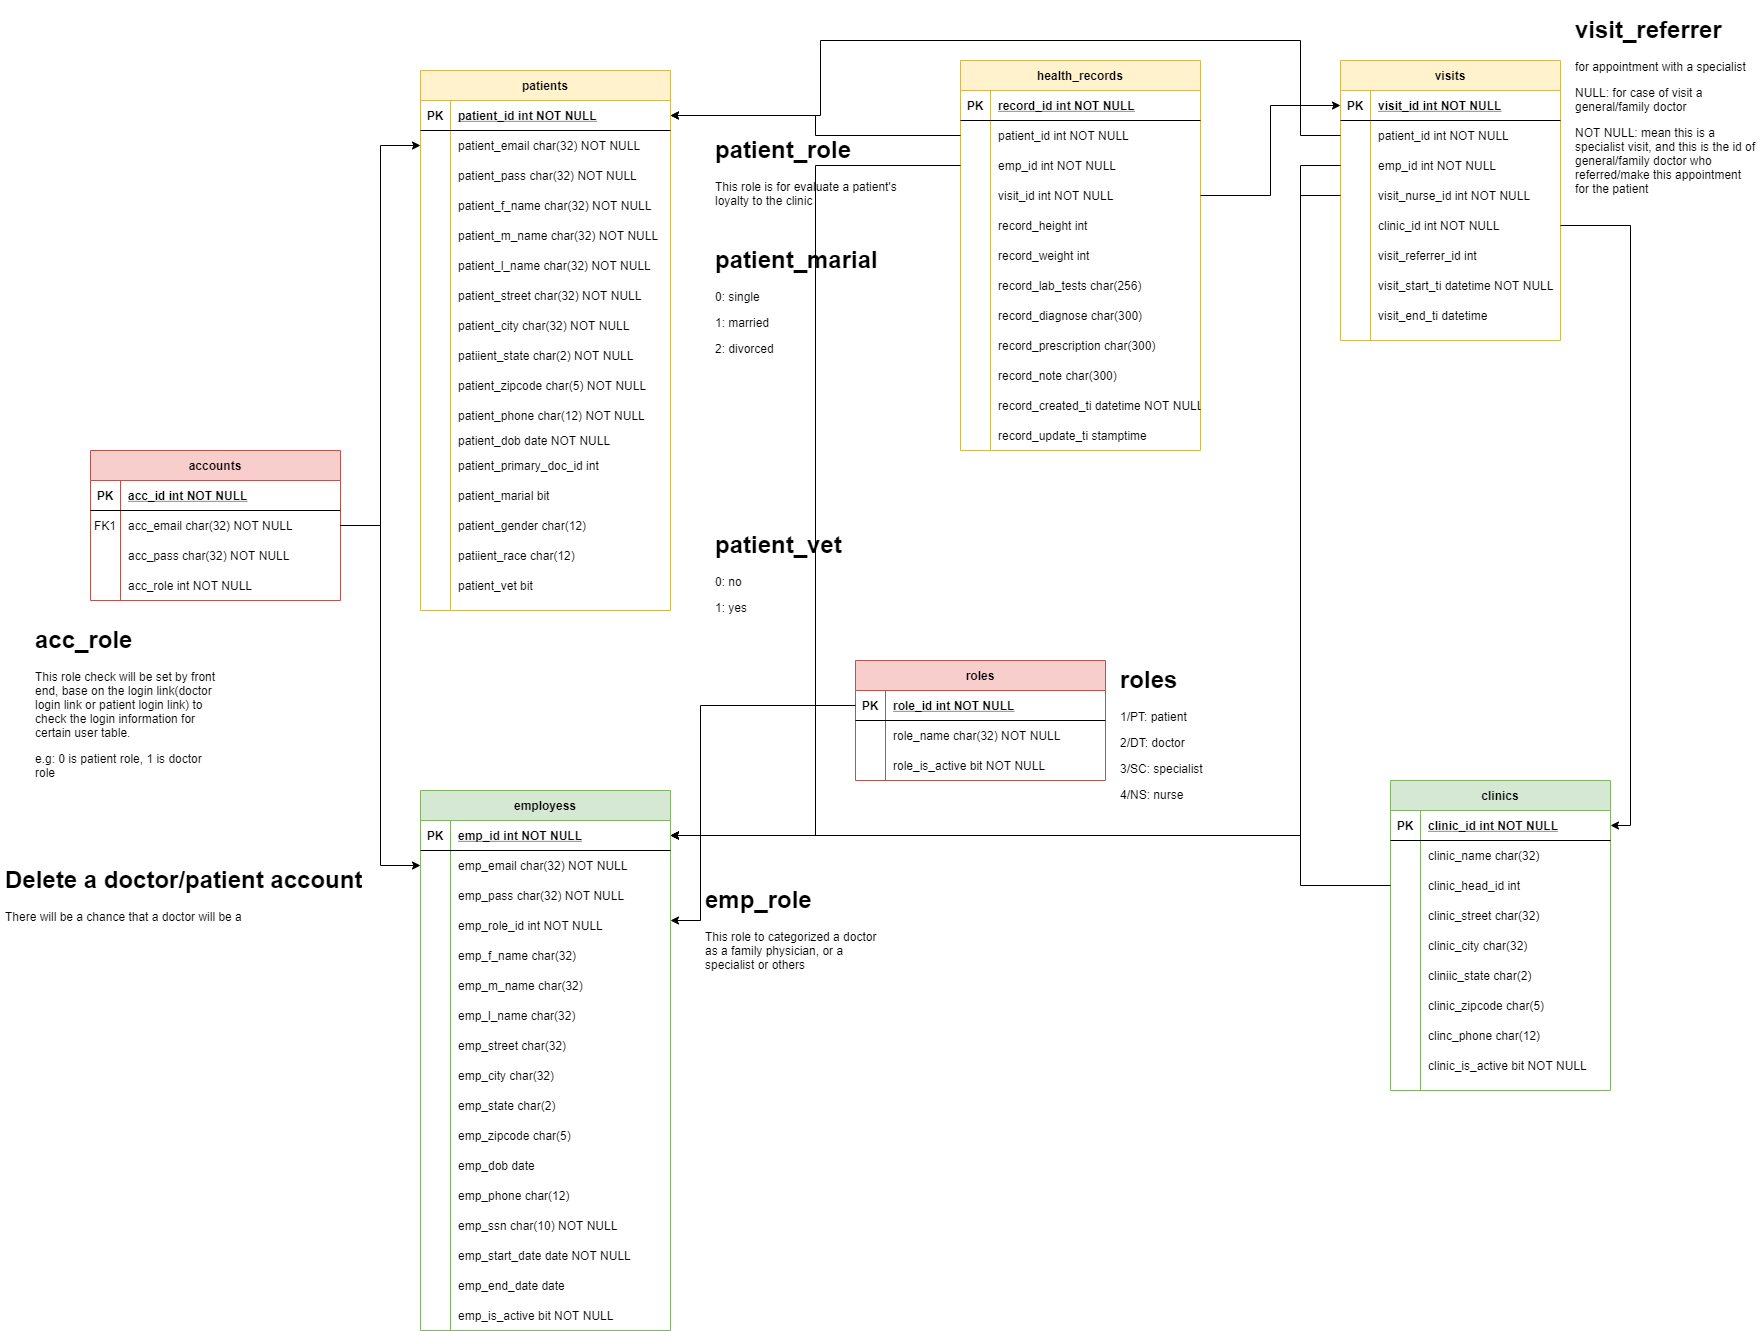 visit_referrer
for appointment with a specialist
NULL: for case of visit a
general/family doctor
NOT NULL: mean this is a
specialist visit, and this is the id of
general/family doctor who
referred/make this appointment
for the patient
patients
PK patient_id int NOT NULL
patient_email char(32) NOT NULL
patient_pass char(32) NOT NULL
patient_f_name char(32) NOT NULL
patient_m_name char(32) NOT NULL
patient_l_name char(32) NOT NULL
patient_street char(32) NOT NULL
patient_city char(32) NOT NULL
patiient_state char(2) NOT NULL
patient_zipcode char(5) NOT NULL
patient_phone char(12) NOT NULL
patient_dob date NOT NULL
patient_primary_doc_id int
patient_marial bit
patient_gender char(12)
patiient_race char(12)
patient_vet bit
patient_role
This role is for evaluate a patient's
loyalty to the clinic
patient_marial
0: single
1: married
2: divorced
patient_vet
0: no
1: yes
health_records
PK record_id int NOT NULL
patient_id int NOT NULL
emp_id int NOT NULL
visit_id int NOT NULL
record_height int
record_weight int
record_lab_tests char(256)
record_diagnose char(300)
record_prescription char(300)
record_note char(300)
record_created_ti datetime NOT NULL
record_update_ti stamptime
visits
PK visit_id int NOT NULL
patient_id int NOT NULL
emp_id int NOT NULL
visit_nurse_id int NOT NULL
clinic_id int NOT NULL
visit_referrer_id int
visit_start_ti datetime NOT NULL
visit_end_ti datetime
accounts
PK acc_id int NOT NULL
FK1 acc_email char(32) NOT NULL
acc_pass char(32) NOT NULL
acc_role int NOT NULL
acc_role
This role check will be set by front
end, base on the login link(doctor
login link or patient login link) to
check the login information for
certain user table.
e.g: 0 is patient role, 1 is doctor
role
Delete a doctor/patient account
There will be a chance that a doctor will be a
roles
PK role_id int NOT NULL
role_name char(32) NOT NULL
role_is_active bit NOT NULL
roles
1/PT: patient
2/DT: doctor
3/SC: specialist
4/NS: nurse
employess
PK emp_id int NOT NULL
emp_email char(32) NOT NULL
emp_pass char(32) NOT NULL
emp_role_id int NOT NULL
emp_f_name char(32)
emp_m_name char(32)
emp_l_name char(32)
emp_street char(32)
emp_city char(32)
emp_state char(2)
emp_zipcode char(5)
emp_dob date
emp_phone char(12)
emp_ssn char(10) NOT NULL
emp_start_date date NOT NULL
emp_end_date date
emp_is_active bit NOT NULL
emp_role
This role to categorized a doctor
as a family physician, or a
specialist or others
clinics
PK clinic_id int NOT NULL
clinic_name char(32)
clinic_head_id int
clinic_street char(32)
clinic_city char(32)
cliniic_state char(2)
clinic_zipcode char(5)
clinc_phone char(12)
clinic_is_active bit NOT NULL